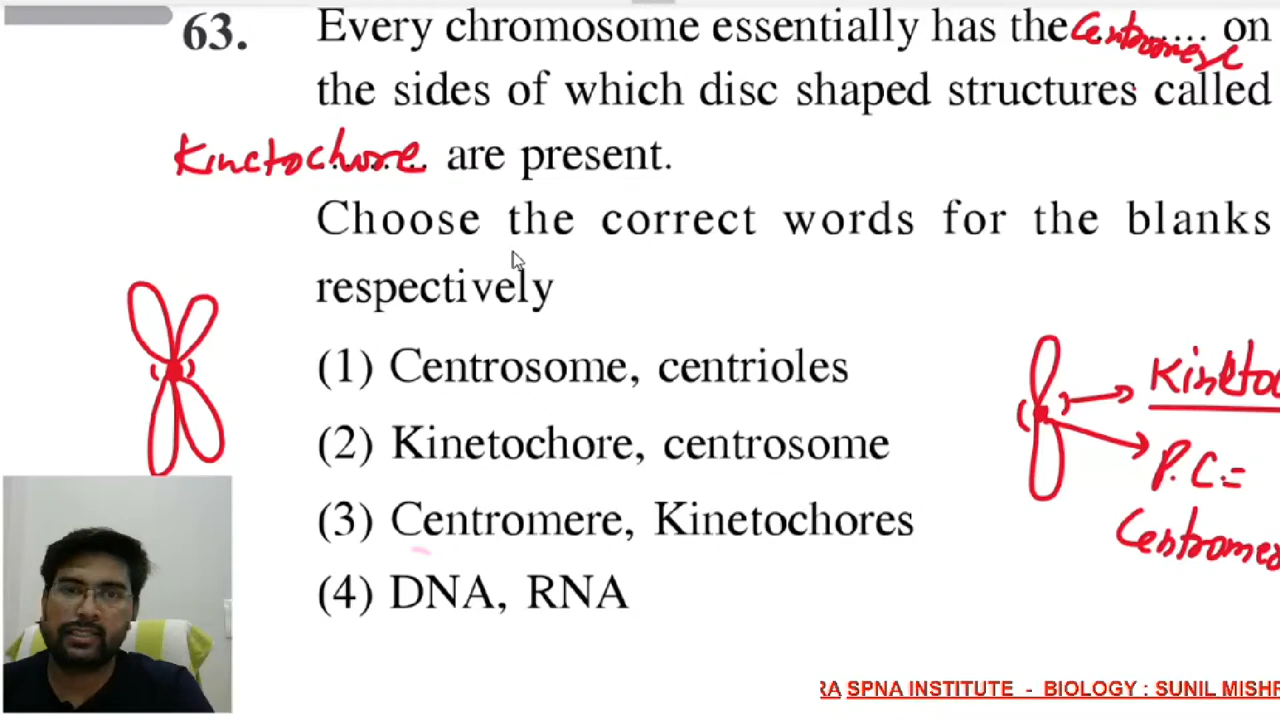 63. Every chromosome essentially has the Centromere on
the sides of which disc shaped structures called
Kinetochore are present.
Choose the correct words for the blanks
respectively
(1) Centrosome, centrioles
(2) Kinetochore, centrosome
(3) Centromere, Kinetochores
(4) DNA, RNA
Kinetoc
P.C.=
Centromer
RA SPNA INSTITUTE - BIOLOGY : SUNIL MISHR